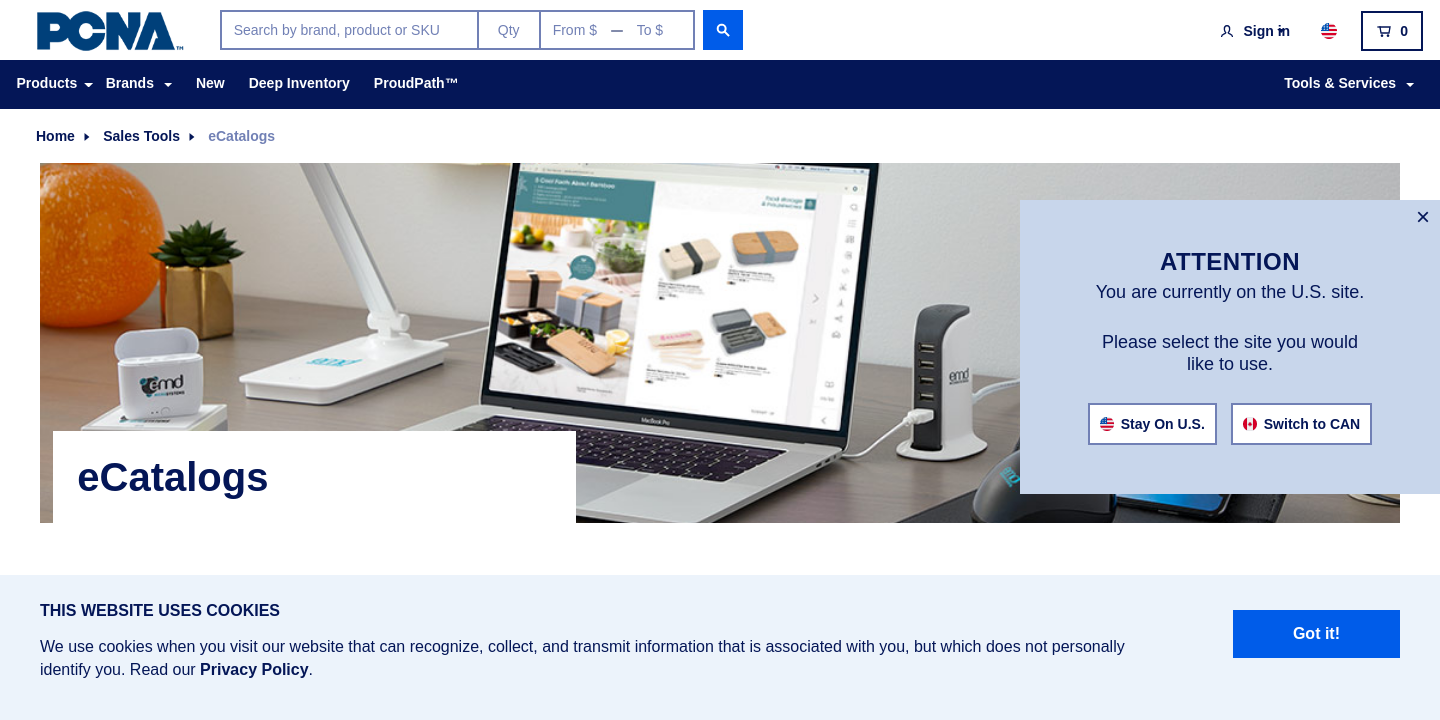 PCNA™
Search by brand, product or SKU
Qty
From $ — To $
Sign in
0
Products
Brands
New
Deep Inventory
ProudPath™
Tools & Services
Home
Sales Tools
eCatalogs
5 Cool Facts About Bamboo
MacBook Pro
emd
emd
emd
eCatalogs
×
ATTENTION
You are currently on the U.S. site.
Please select the site you would
like to use.
Stay On U.S.
Switch to CAN
THIS WEBSITE USES COOKIES
We use cookies when you visit our website that can recognize, collect, and transmit information that is associated with you, but which does not personally
identify you. Read our Privacy Policy.
Got it!